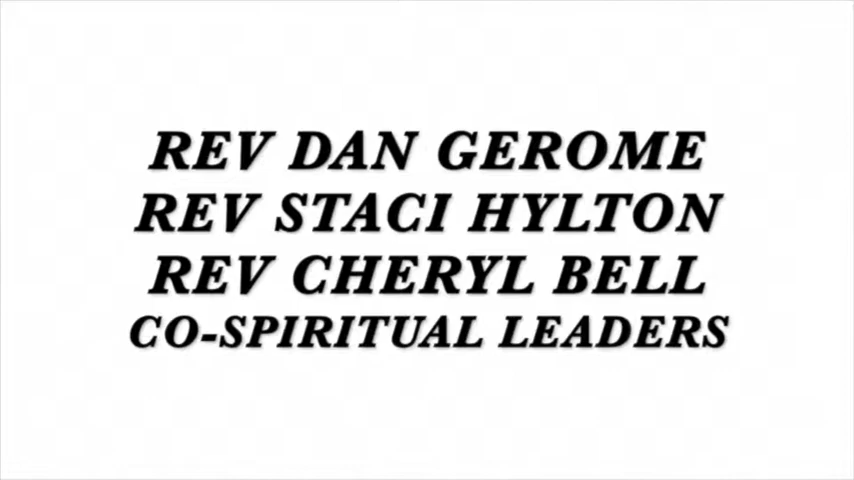 REV DAN GEROME
REV STACI HYLTON
REV CHERYL BELL
CO-SPIRITUAL LEADERS